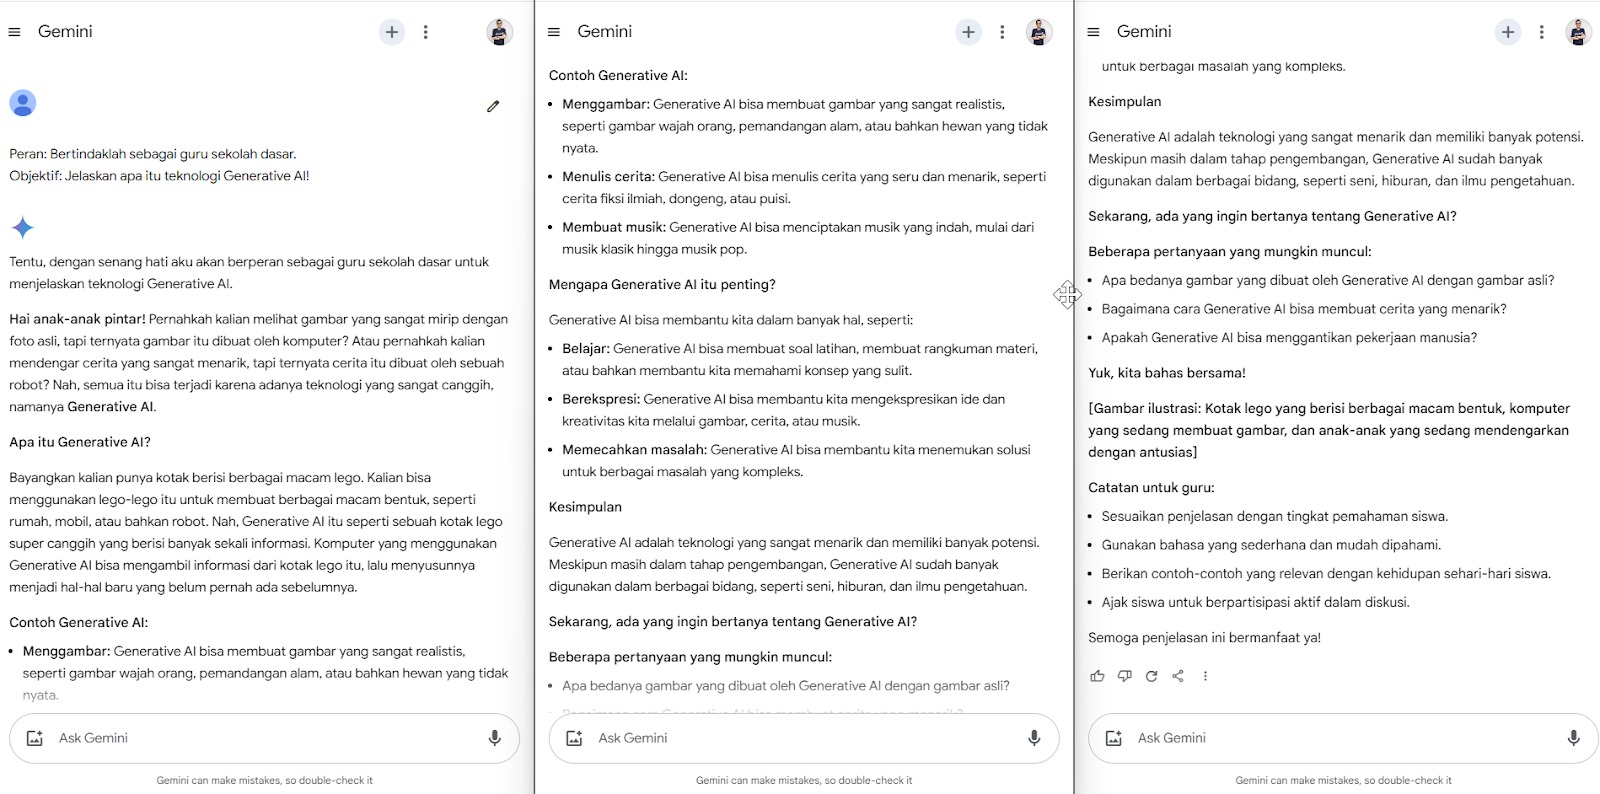 Gemini
Peran: Bertindaklah sebagai guru sekolah dasar.
Objektif: Jelaskan apa itu teknologi Generative AI!
Tentu, dengan senang hati aku akan berperan sebagai guru sekolah dasar untuk
menjelaskan teknologi Generative AI.
Hai anak-anak pintar! Pernahkah kalian melihat gambar yang sangat mirip dengan
foto asli, tapi ternyata gambar itu dibuat oleh komputer? Atau pernahkah kalian
mendengar cerita yang sangat menarik, tapi ternyata cerita itu dibuat oleh sebuah
robot? Nah, semua itu bisa terjadi karena adanya teknologi yang sangat canggih,
namanya Generative AI.
Apa itu Generative AI?
Bayangkan kalian punya kotak berisi berbagai macam lego. Kalian bisa
menggunakan lego-lego itu untuk membuat berbagai macam bentuk, seperti
rumah, mobil, atau bahkan robot. Nah, Generative AI itu seperti sebuah kotak lego
super canggih yang berisi banyak sekali informasi. Komputer yang menggunakan
Generative AI bisa mengambil informasi dari kotak lego itu, lalu menyusunnya
menjadi hal-hal baru yang belum pernah ada sebelumnya.
Contoh Generative AI:
• Menggambar: Generative AI bisa membuat gambar yang sangat realistis,
seperti gambar wajah orang, pemandangan alam, atau bahkan hewan yang tidak
nyata.
Ask Gemini
Gemini can make mistakes, so double-check it
Gemini
Contoh Generative AI:
• Menggambar: Generative AI bisa membuat gambar yang sangat realistis,
seperti gambar wajah orang, pemandangan alam, atau bahkan hewan yang tidak
nyata.
• Menulis cerita: Generative AI bisa menulis cerita yang seru dan menarik, seperti
cerita fiksi ilmiah, dongeng, atau puisi.
• Membuat musik: Generative AI bisa menciptakan musik yang indah, mulai dari
musik klasik hingga musik pop.
Mengapa Generative AI itu penting?
Generative AI bisa membantu kita dalam banyak hal, seperti:
• Belajar: Generative AI bisa membuat soal latihan, membuat rangkuman materi,
atau bahkan membantu kita memahami konsep yang sulit.
• Berekspresi: Generative AI bisa membantu kita mengekspresikan ide dan
kreativitas kita melalui gambar, cerita, atau musik.
• Memecahkan masalah: Generative AI bisa membantu kita menemukan solusi
untuk berbagai masalah yang kompleks.
Kesimpulan
Generative AI adalah teknologi yang sangat menarik dan memiliki banyak potensi.
Meskipun masih dalam tahap pengembangan, Generative AI sudah banyak
digunakan dalam berbagai bidang, seperti seni, hiburan, dan ilmu pengetahuan.
Sekarang, ada yang ingin bertanya tentang Generative AI?
Beberapa pertanyaan yang mungkin muncul:
• Apa bedanya gambar yang dibuat oleh Generative AI dengan gambar asli?
Ask Gemini
Gemini can make mistakes, so double-check it
Gemini
untuk berbagai masalah yang kompleks.
Kesimpulan
Generative AI adalah teknologi yang sangat menarik dan memiliki banyak potensi.
Meskipun masih dalam tahap pengembangan, Generative AI sudah banyak
digunakan dalam berbagai bidang, seperti seni, hiburan, dan ilmu pengetahuan.
Sekarang, ada yang ingin bertanya tentang Generative AI?
Beberapa pertanyaan yang mungkin muncul:
• Apa bedanya gambar yang dibuat oleh Generative AI dengan gambar asli?
• Bagaimana cara Generative AI bisa membuat cerita yang menarik?
• Apakah Generative AI bisa menggantikan pekerjaan manusia?
Yuk, kita bahas bersama!
[Gambar ilustrasi: Kotak lego yang berisi berbagai macam bentuk, komputer
yang sedang membuat gambar, dan anak-anak yang sedang mendengarkan
dengan antusias]
Catatan untuk guru:
• Sesuaikan penjelasan dengan tingkat pemahaman siswa.
• Gunakan bahasa yang sederhana dan mudah dipahami.
• Berikan contoh-contoh yang relevan dengan kehidupan sehari-hari siswa.
• Ajak siswa untuk berpartisipasi aktif dalam diskusi.
Semoga penjelasan ini bermanfaat ya!
Ask Gemini
Gemini can make mistakes, so double-check it